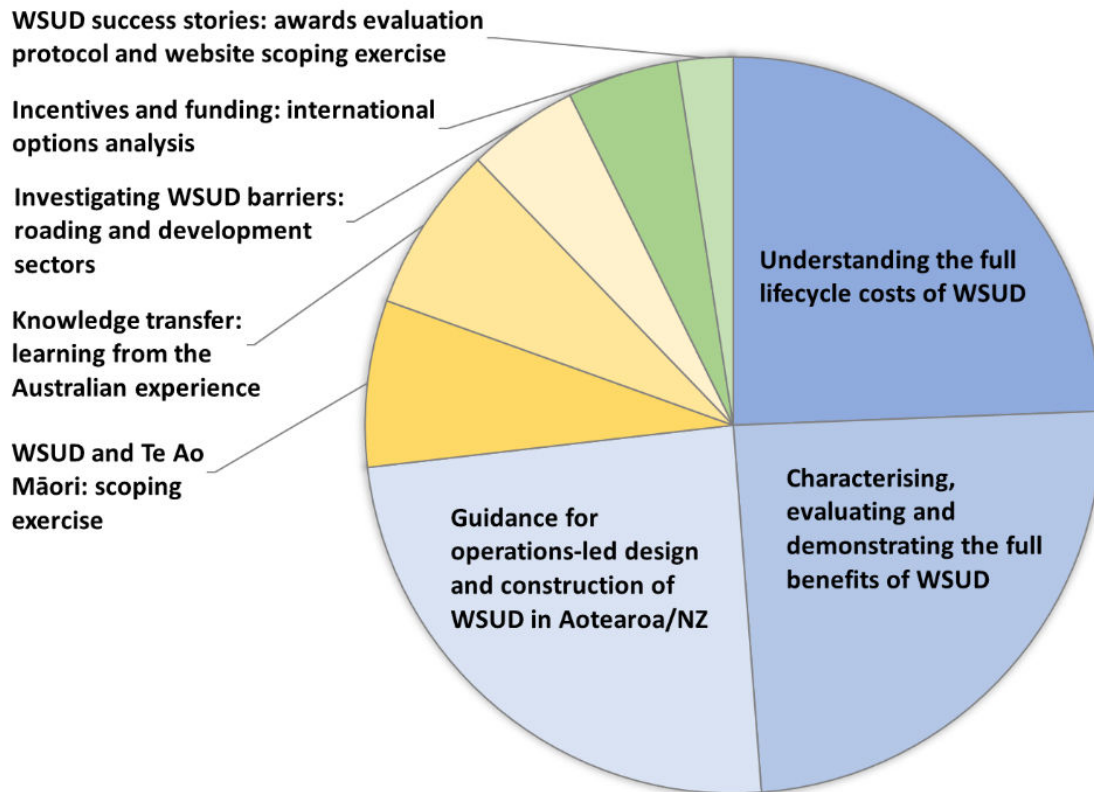 WSUD success stories: awards evaluation
protocol and website scoping exercise
Incentives and funding: international
options analysis
Investigating WSUD barriers:
roading and development
sectors
Knowledge transfer:
learning from the
Australian experience
WSUD and Te Ao
Māori: scoping
exercise
Understanding the full
lifecycle costs of WSUD
Characterising,
evaluating and
demonstrating the full
benefits of WSUD
Guidance for
operations-led design
and construction of
WSUD in Aotearoa/NZ